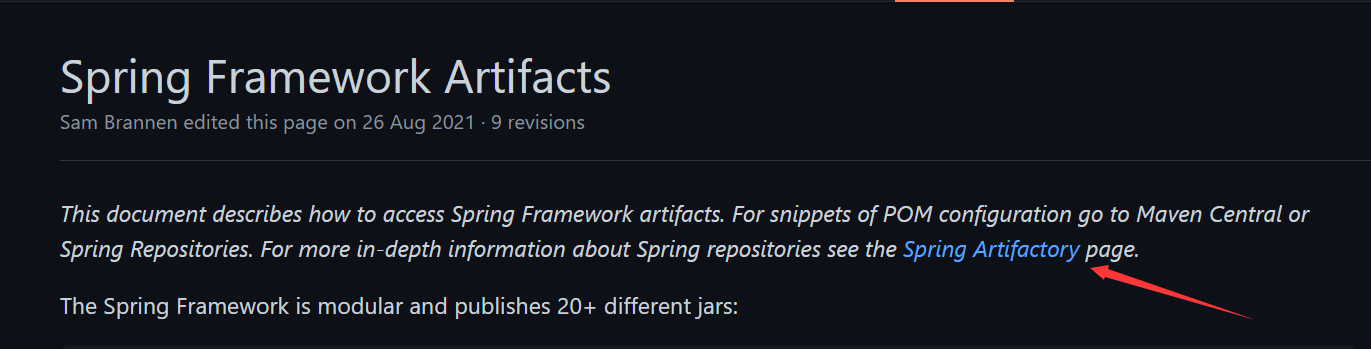 Spring Framework Artifacts
Sam Brannen edited this page on 26 Aug 2021 · 9 revisions
This document describes how to access Spring Framework artifacts. For snippets of POM configuration go to Maven Central or
Spring Repositories. For more in-depth information about Spring repositories see the Spring Artifactory page.
The Spring Framework is modular and publishes 20+ different jars: